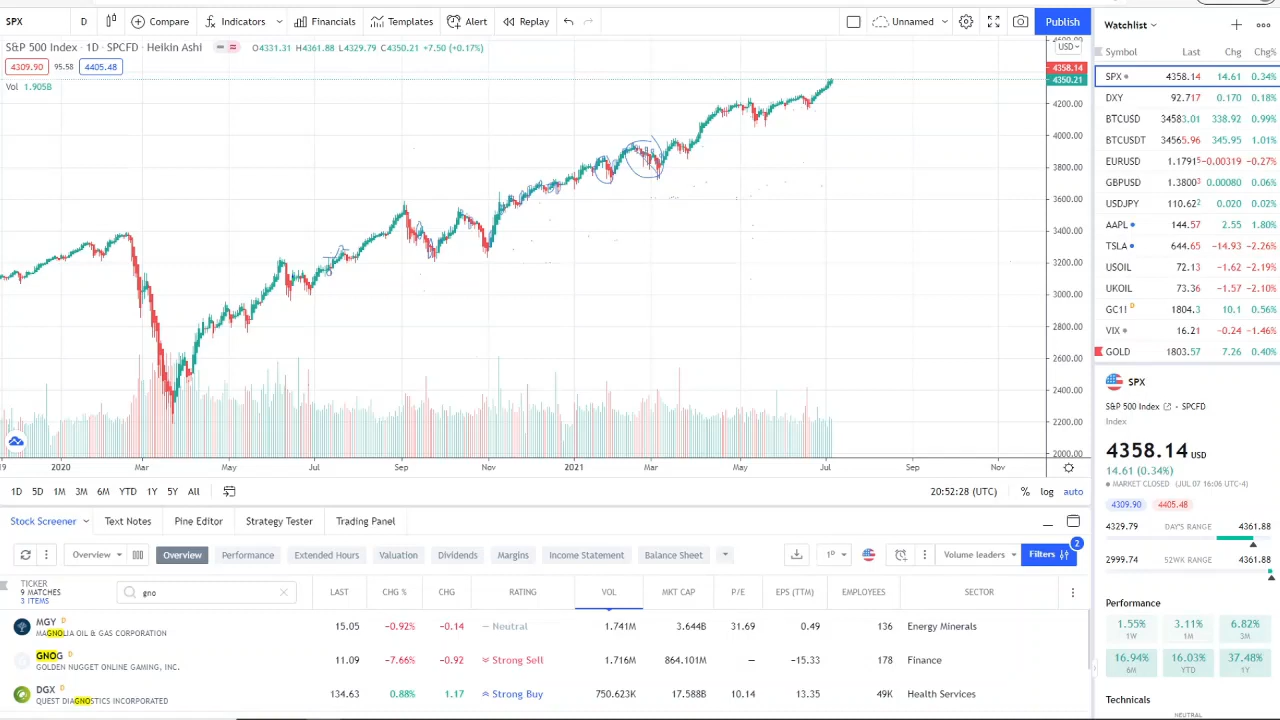 SPX D Compare Indicators Financials Templates Alert Replay Unnamed Publish
S&P 500 Index · 1D · SPCFD · Heikin Ashi O4331.31 H4361.88 L4329.79 C4350.21 +7.50 (+0.17%)
4309.90 95.58 4405.48
Vol 1.905B
USD
4358.14
4350.21
4200.00
4000.00
3800.00
3600.00
3400.00
3200.00
3000.00
2800.00
2600.00
2400.00
2200.00
2000.00
2020 Mar May Jul Sep Nov 2021 Mar May Jul Sep Nov
1D 5D 1M 3M 6M YTD 1Y 5Y All 20:52:28 (UTC) % log auto
Stock Screener Text Notes Pine Editor Strategy Tester Trading Panel
Overview Overview Performance Extended Hours Valuation Dividends Margins Income Statement Balance Sheet 1D Volume leaders Filters 2
TICKER
9 MATCHES
3 ITEMS
gno
LAST CHG % CHG RATING VOL MKT CAP P/E EPS (TTM) EMPLOYEES SECTOR
MGY D 15.05 −0.92% −0.14 Neutral 1.741M 3.644B 31.69 0.49 136 Energy Minerals
MAGNOLIA OIL & GAS CORPORATION
GNOG D 11.09 −7.66% −0.92 Strong Sell 1.716M 864.101M — −15.33 178 Finance
GOLDEN NUGGET ONLINE GAMING, INC.
DGX D 134.63 0.88% 1.17 Strong Buy 750.623K 17.588B 10.14 13.35 49K Health Services
QUEST DIAGNOSTICS INCORPORATED
Watchlist
Symbol Last Chg Chg%
SPX 4358.14 14.61 0.34%
DXY 92.717 0.170 0.18%
BTCUSD 34583.01 338.92 0.99%
BTCUSDT 34565.96 345.95 1.01%
EURUSD 1.17915 −0.00319 −0.27%
GBPUSD 1.38003 0.00080 0.06%
USDJPY 110.622 0.020 0.02%
AAPL 144.57 2.55 1.80%
TSLA 644.65 −14.93 −2.26%
USOIL 72.13 −1.62 −2.19%
UKOIL 73.36 −1.57 −2.10%
GC1! D 1804.3 10.1 0.56%
VIX 16.21 −0.24 −1.46%
GOLD 1803.57 7.26 0.40%
SPX
S&P 500 Index · SPCFD
Index
4358.14 USD
14.61 (0.34%)
MARKET CLOSED (JUL 07 16:06 UTC-4)
4309.90 4405.48
4329.79 DAY'S RANGE 4361.88
2999.74 52WK RANGE 4361.88
Performance
1.55% 3.11% 6.82%
1W 1M 3M
16.94% 16.03% 37.48%
6M YTD 1Y
Technicals
NEUTRAL